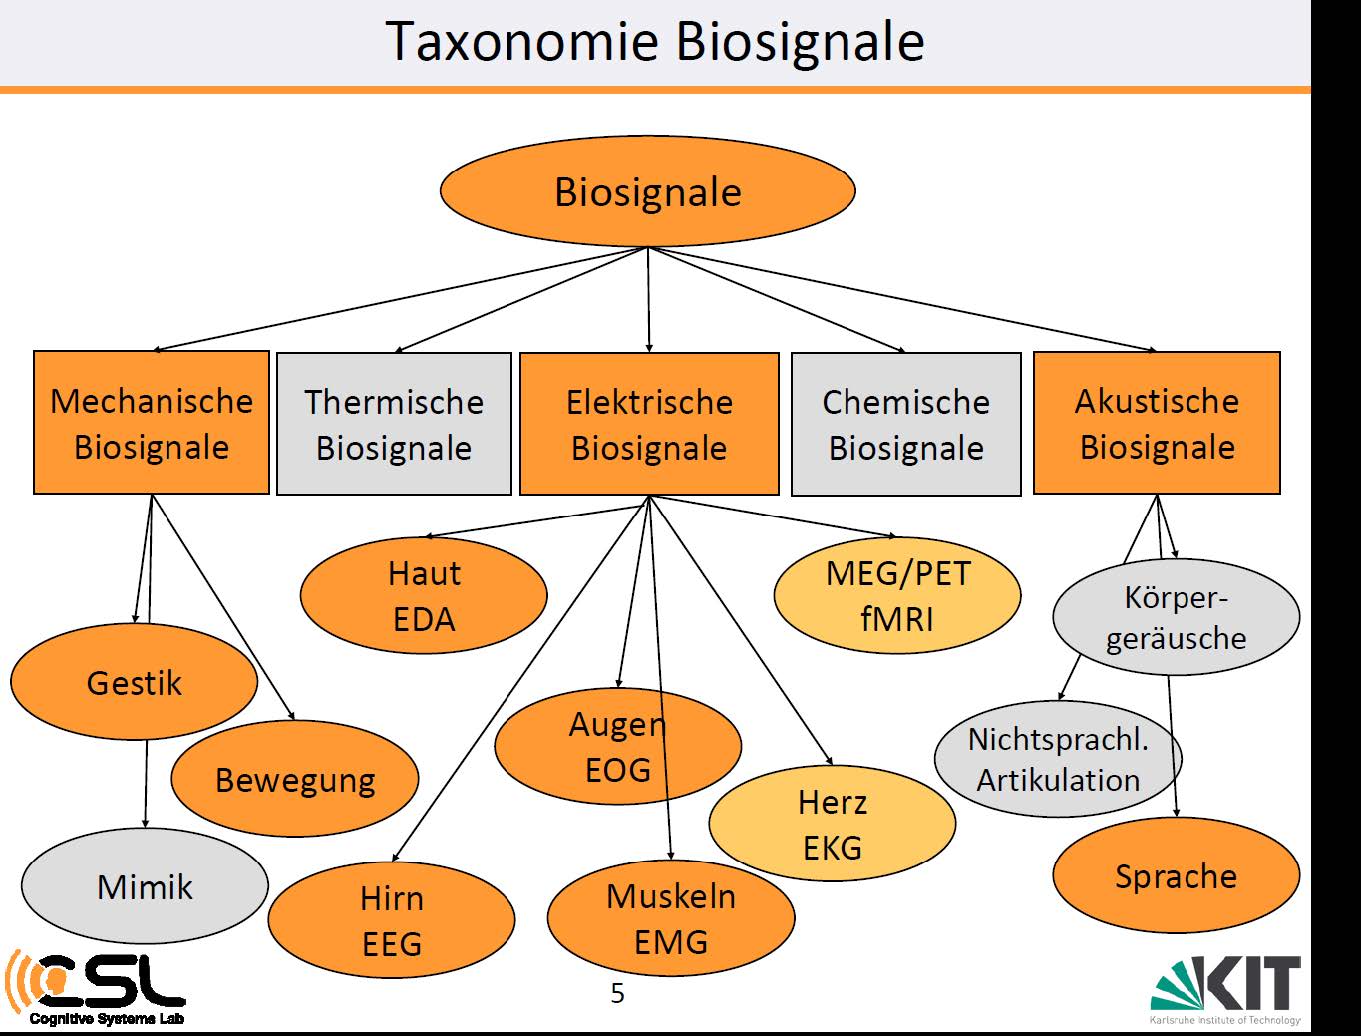 Taxonomie Biosignale
Biosignale
Mechanische
Biosignale
Thermische
Biosignale
Elektrische
Biosignale
Chemische
Biosignale
Akustische
Biosignale
Haut
EDA
MEG/PET
fMRI
Körper-
geräusche
Gestik
Augen
EOG
Nichtsprachl.
Artikulation
Bewegung
Herz
EKG
Mimik
Hirn
EEG
Muskeln
EMG
Sprache
CSL
Cognitive Systems Lab
5
KIT
Karlsruhe Institute of Technology